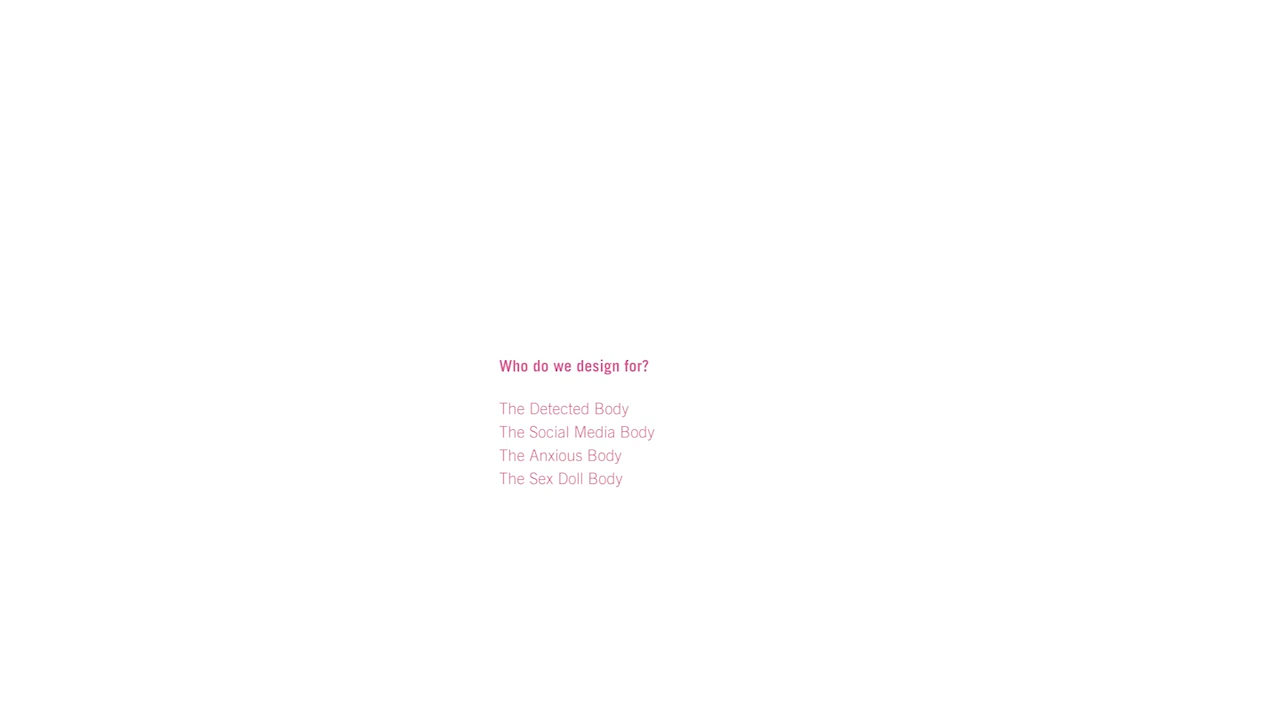 Who do we design for?
The Detected Body
The Social Media Body
The Anxious Body
The Sex Doll Body